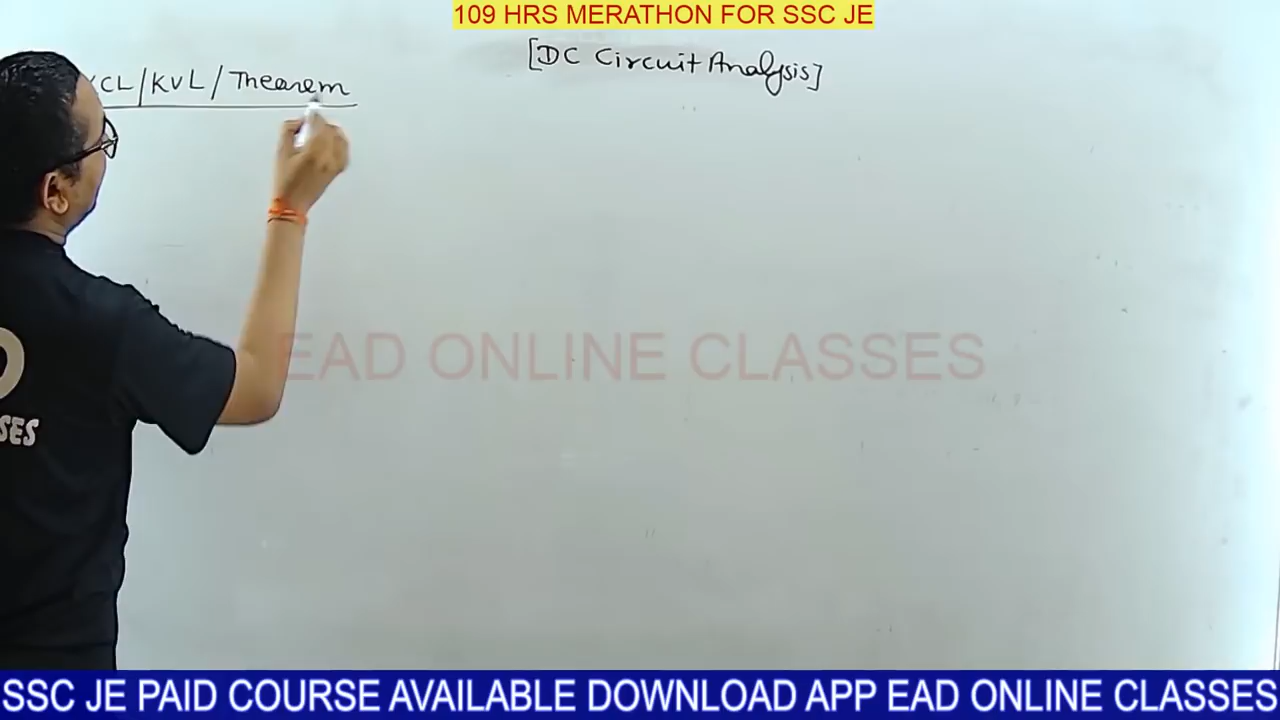 109 HRS MERATHON FOR SSC JE
[DC Circuit Analysis]
KCL/KVL/Theorem
EAD ONLINE CLASSES
SES
SSC JE PAID COURSE AVAILABLE DOWNLOAD APP EAD ONLINE CLASSES